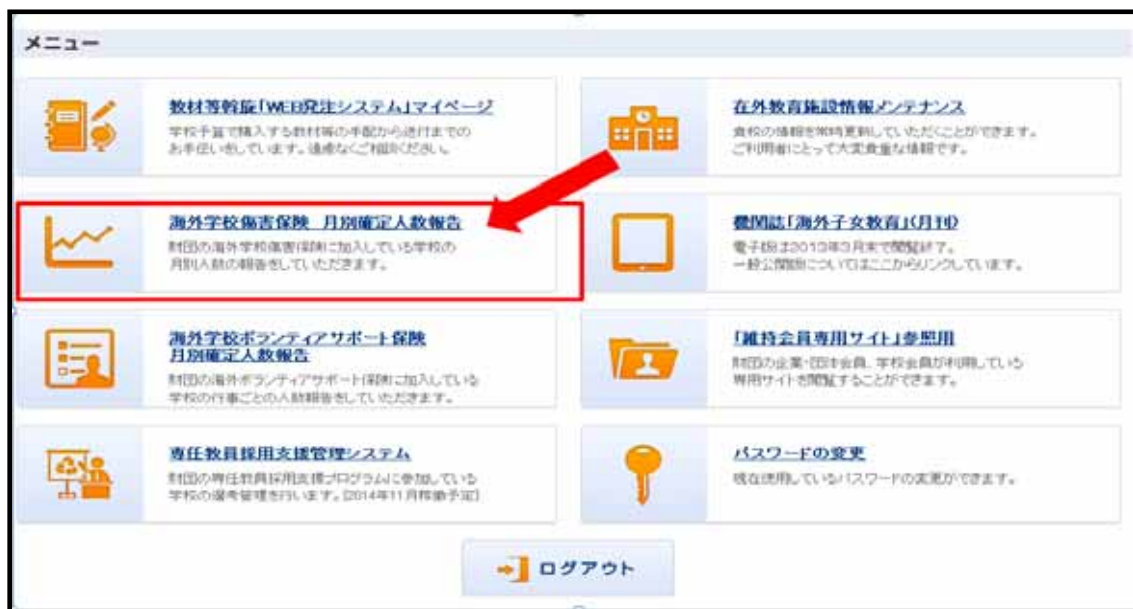 メニュー
教材等斡旋「WEB発注システム」マイページ
学校予算で購入する教材等の手配から送付までの
お手伝いをしています。遠慮なくご相談ください。
在外教育施設情報メンテナンス
貴校の情報を常時更新していただくことができます。
ご利用者にとって大変貴重な情報です。
海外学校傷害保険 月別確定人数報告
財団の海外学校傷害保険に加入している学校の
月別人数の報告をしていただきます。
機関誌「海外子女教育」(月刊)
電子版は2013年3月末で閲覧終了。
一般公開版についてはここからリンクしています。
海外学校ボランティアサポート保険
月別確定人数報告
財団の海外ボランティアサポート保険に加入している
学校の行事ごとの人数報告をしていただきます。
「維持会員専用サイト」参照用
財団の企業・団体会員、学校会員が利用している
専用サイトを閲覧することができます。
専任教員採用支援管理システム
財団の専任教員採用支援プログラムに参加している
学校の選考管理を行います。[2014年11月稼働予定]
パスワードの変更
現在使用しているパスワードの変更ができます。
ログアウト